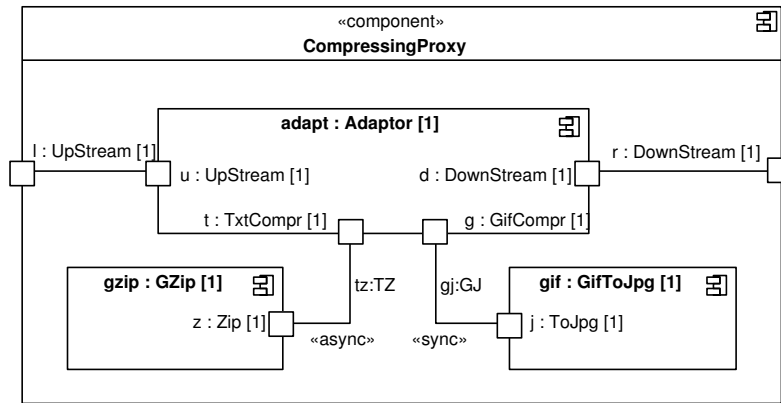 «component»
CompressingProxy
adapt : Adaptor [1]
l : UpStream [1]
r : DownStream [1]
u : UpStream [1]
d : DownStream [1]
t : TxtCompr [1]
g : GifCompr [1]
gzip : GZip [1]
tz:TZ
gj:GJ
gif : GifToJpg [1]
z : Zip [1]
j : ToJpg [1]
«async»
«sync»